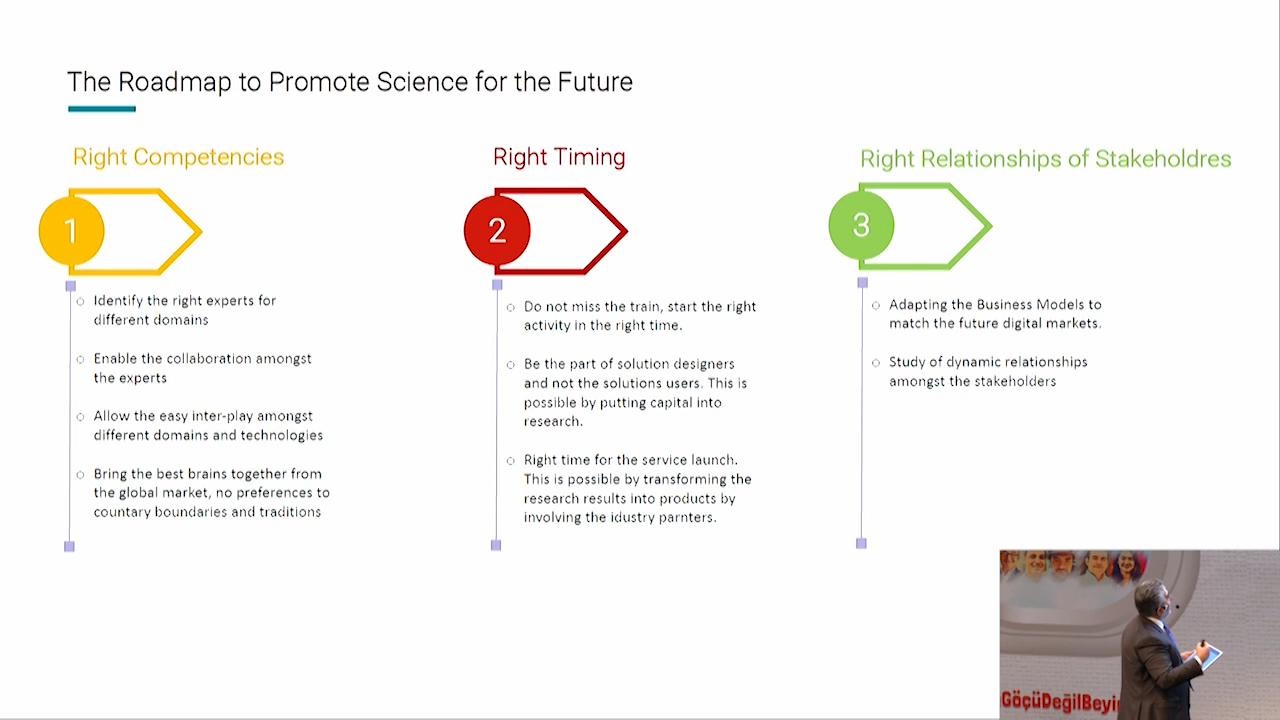 The Roadmap to Promote Science for the Future
Right Competencies
1
Identify the right experts for
different domains
Enable the collaboration amongst
the experts
Allow the easy inter-play amongst
different domains and technologies
Bring the best brains together from
the global market, no preferences to
countary boundaries and traditions
Right Timing
2
Do not miss the train, start the right
activity in the right time.
Be the part of solution designers
and not the solutions users. This is
possible by putting capital into
research.
Right time for the service launch.
This is possible by transforming the
research results into products by
involving the idustry parnters.
Right Relationships of Stakeholdres
3
Adapting the Business Models to
match the future digital markets.
Study of dynamic relationships
amongst the stakeholders
GöçüDeğilBeyi